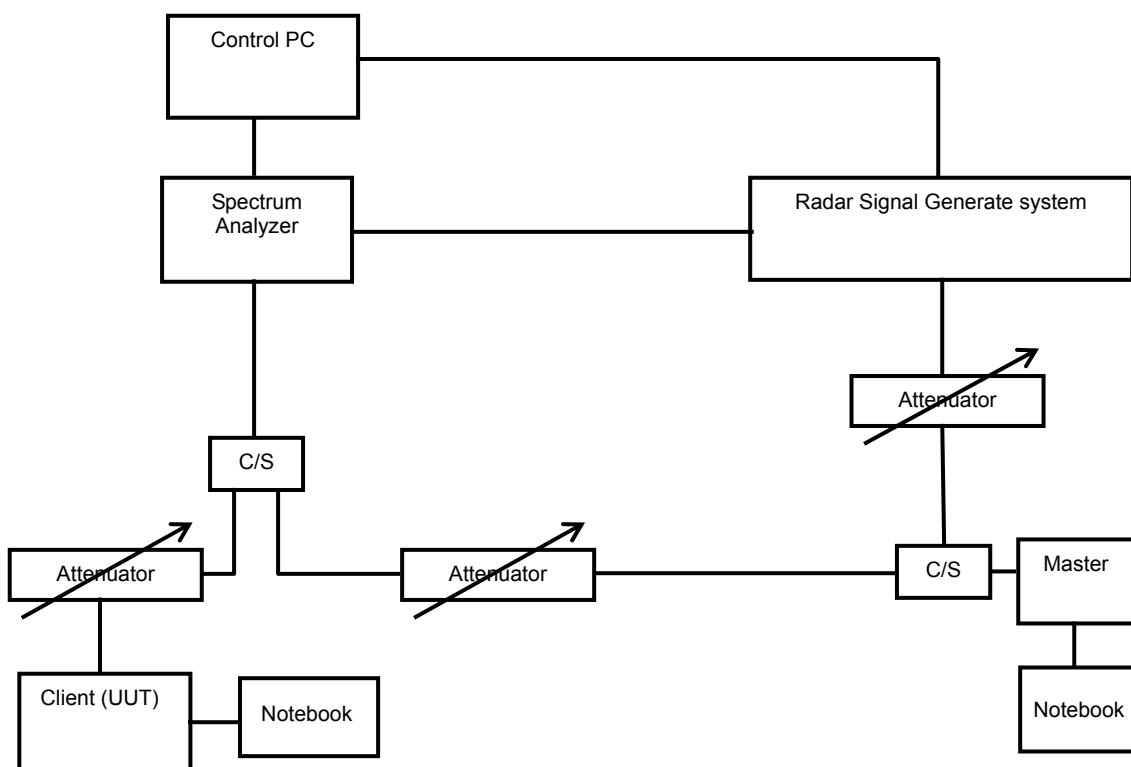 Control PC
Spectrum
Analyzer
Radar Signal Generate system
Attenuator
C/S
Attenuator
Attenuator
C/S
Master
Client (UUT)
Notebook
Notebook